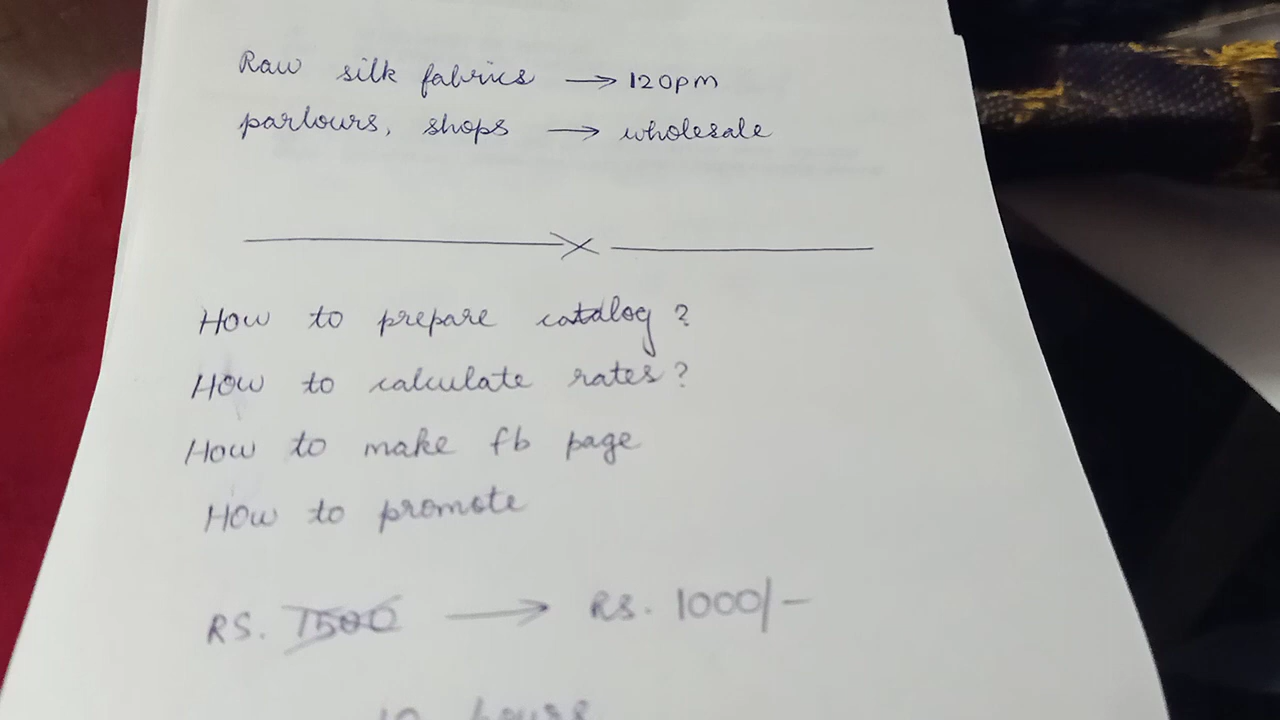 Raw silk fabrics → 120pm
parlours, shops → wholesale
How to prepare catalog ?
How to calculate rates ?
How to make fb page
How to promote
RS. 1500 → RS. 1000/-
hours